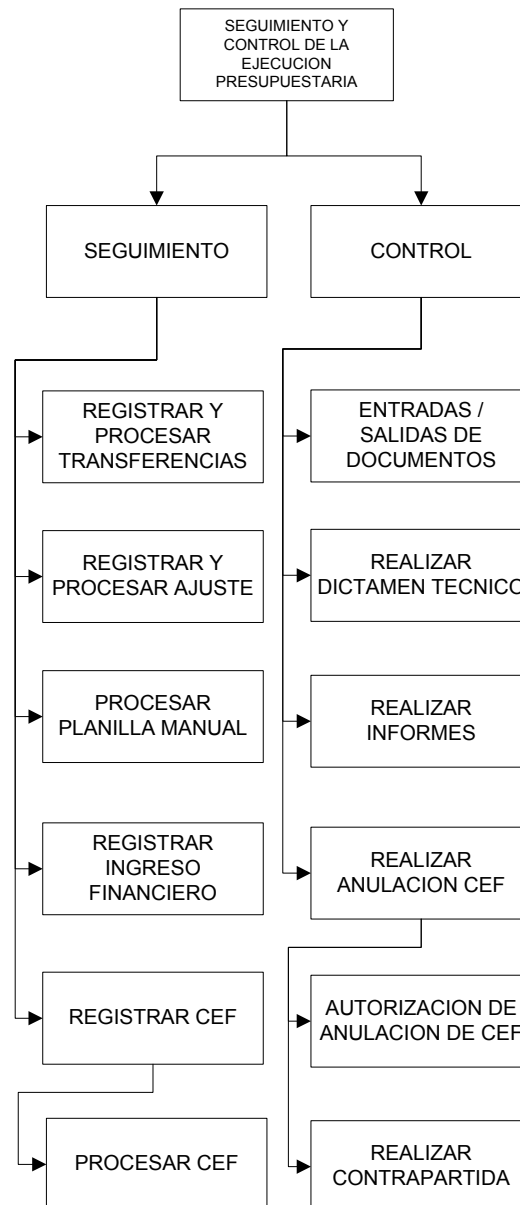 SEGUIMIENTO Y
CONTROL DE LA
EJECUCION
PRESUPUESTARIA
SEGUIMIENTO
CONTROL
REGISTRAR Y
PROCESAR
TRANSFERENCIAS
ENTRADAS /
SALIDAS DE
DOCUMENTOS
REGISTRAR Y
PROCESAR AJUSTE
REALIZAR
DICTAMEN TECNICO
PROCESAR
PLANILLA MANUAL
REALIZAR
INFORMES
REGISTRAR
INGRESO
FINANCIERO
REALIZAR
ANULACION CEF
REGISTRAR CEF
AUTORIZACION DE
ANULACION DE CEF
PROCESAR CEF
REALIZAR
CONTRAPARTIDA